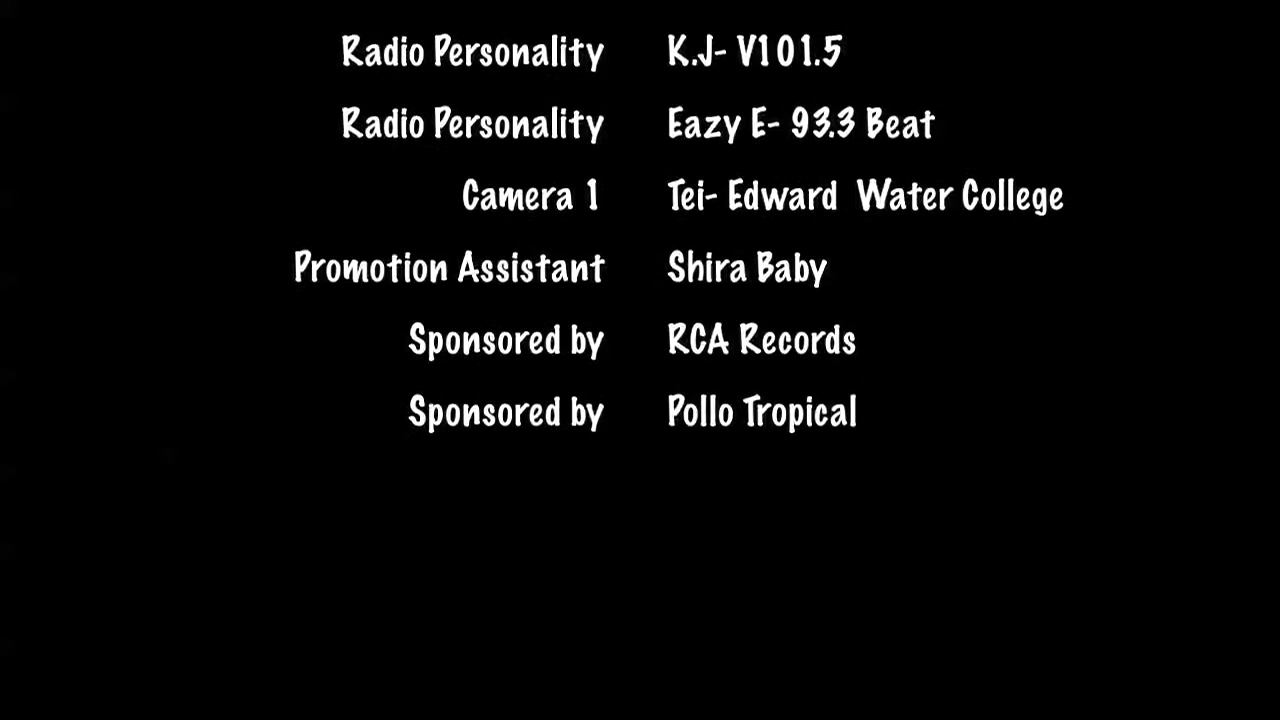 Radio Personality K.J- V101.5
Radio Personality Eazy E- 93.3 Beat
Camera 1 Tei- Edward Water College
Promotion Assistant Shira Baby
Sponsored by RCA Records
Sponsored by Pollo Tropical